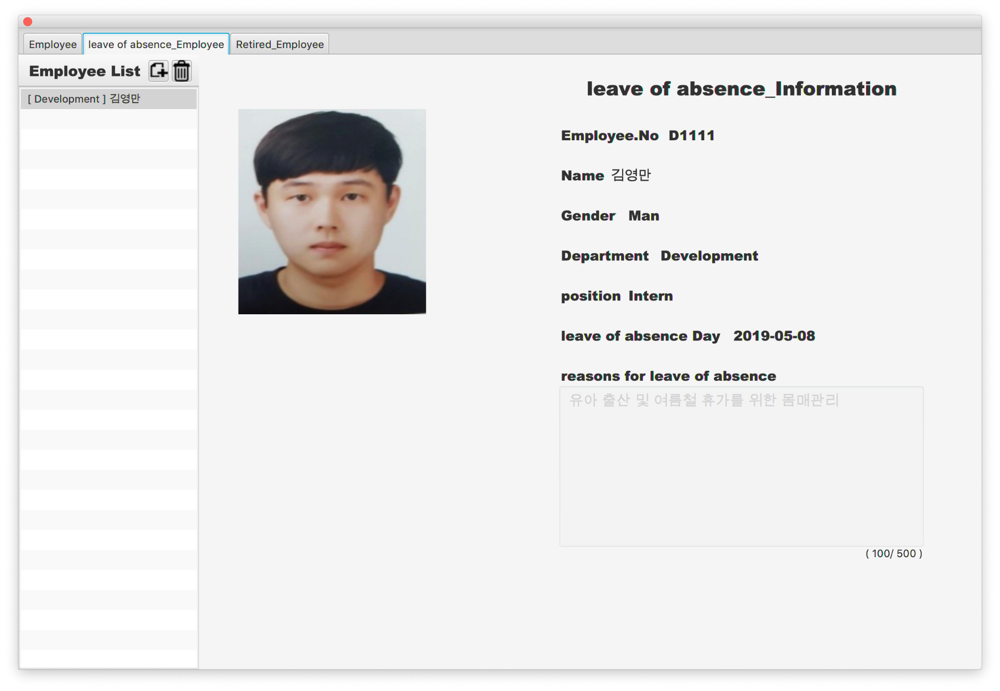 Employee
leave of absence_Employee
Retired_Employee
Employee List
[ Development ] 김영만
leave of absence_Information
Employee.No D1111
Name 김영만
Gender Man
Department Development
position Intern
leave of absence Day 2019-05-08
reasons for leave of absence
유아 출산 및 여름철 휴가를 위한 몸매관리
( 100/ 500 )